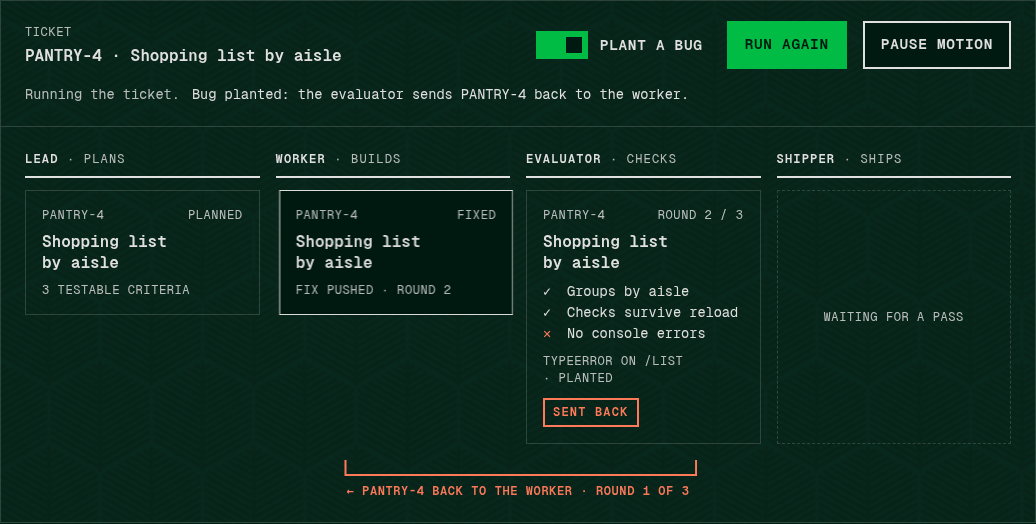 TICKET
PANTRY-4 · Shopping list by aisle
PLANT A BUG
RUN AGAIN
PAUSE MOTION
Running the ticket. Bug planted: the evaluator sends PANTRY-4 back to the worker.
LEAD · PLANS
PANTRY-4 PLANNED
Shopping list
by aisle
3 TESTABLE CRITERIA
WORKER · BUILDS
PANTRY-4 FIXED
Shopping list
by aisle
FIX PUSHED · ROUND 2
EVALUATOR · CHECKS
PANTRY-4 ROUND 2 / 3
Shopping list
by aisle
✓ Groups by aisle
✓ Checks survive reload
× No console errors
TYPEERROR ON /LIST
· PLANTED
SENT BACK
SHIPPER · SHIPS
WAITING FOR A PASS
← PANTRY-4 BACK TO THE WORKER · ROUND 1 OF 3